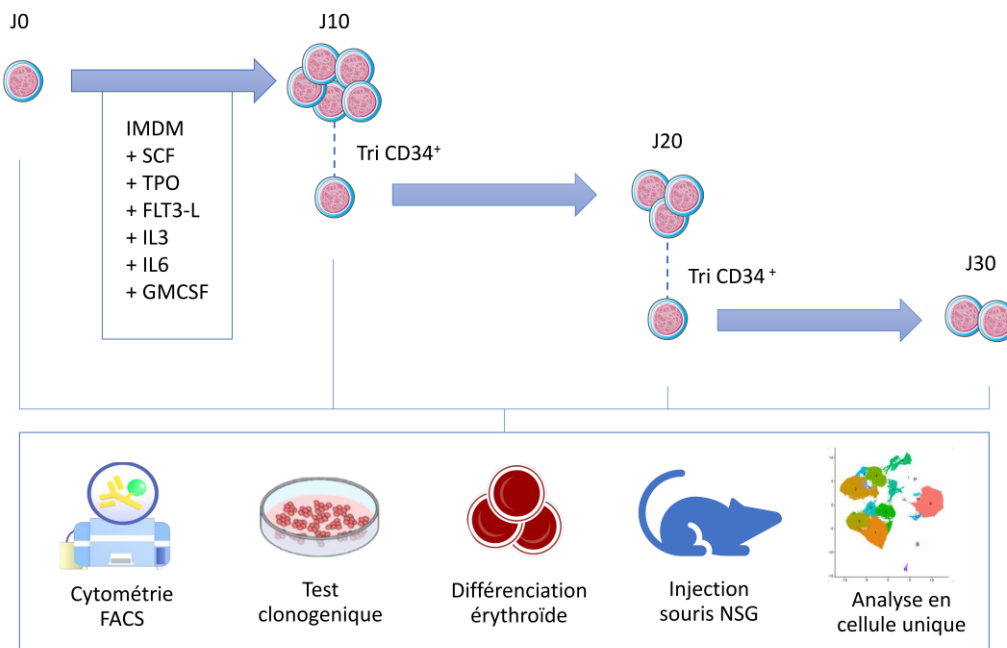 J0
J10
IMDM
+ SCF
+ TPO
+ FLT3-L
+ IL3
+ IL6
+ GMCSF
Tri CD34+
J20
Tri CD34 +
J30
Cytométrie
FACS
Test
clonogenique
Différenciation
érythroïde
Injection
souris NSG
Analyse en
cellule unique